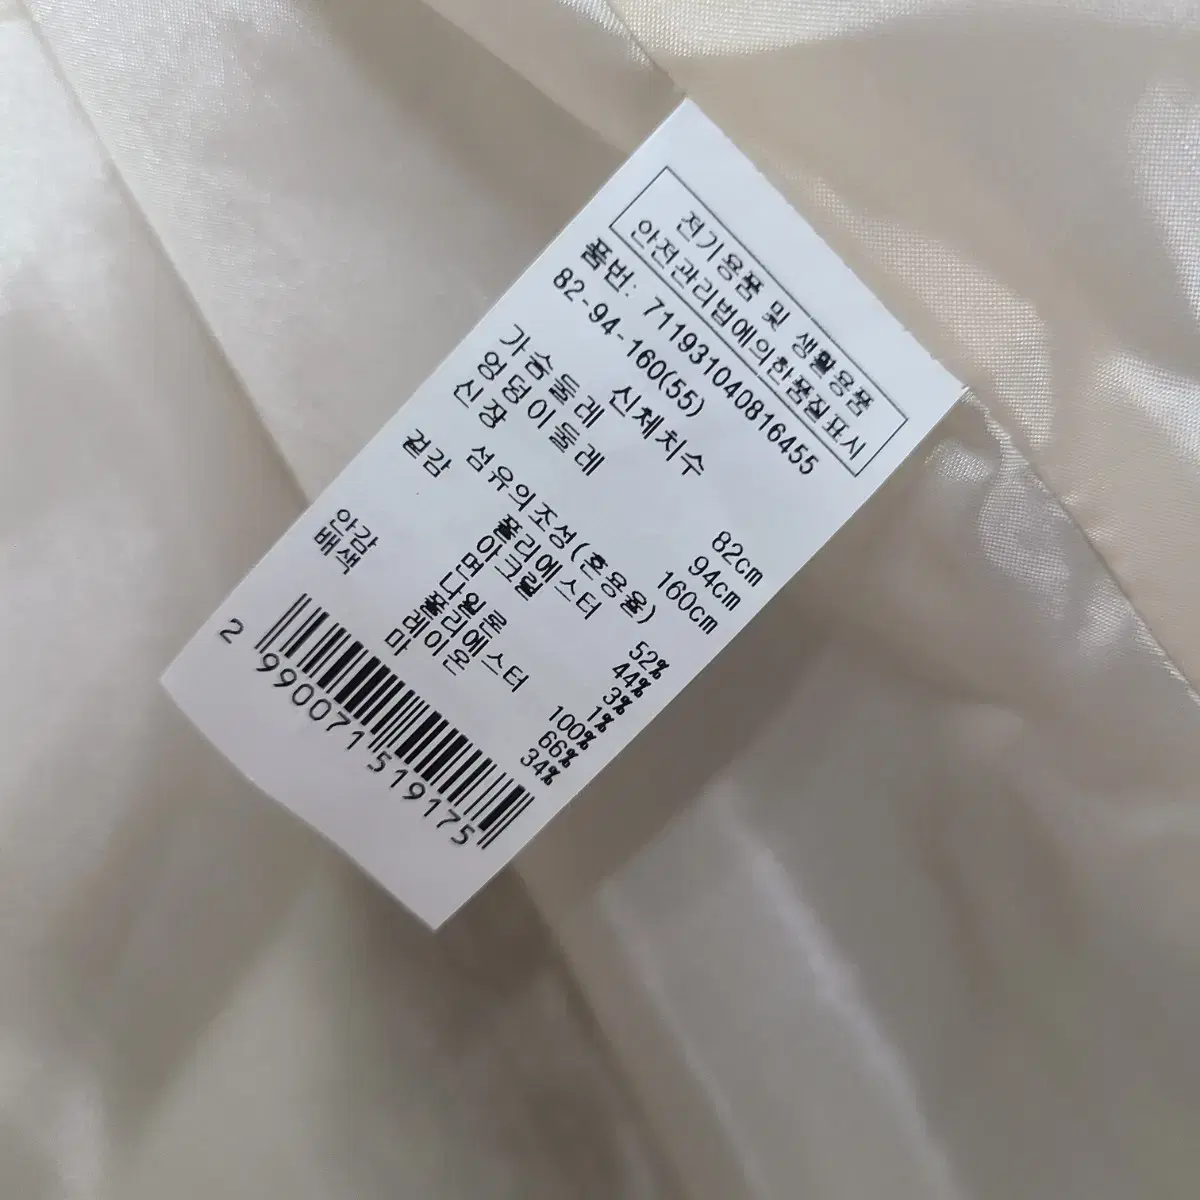 전기용품 및 생활용품
안전관리법에의한품질표시
품번: 7119310408​16455
82-94-160(55)
신체치수
가슴둘레 82cm
엉덩이둘레 94cm
신장 160cm
섬유의조성(혼용율)
겉감 폴리에스터 52%
아크릴 44%
면 3%
나일론 1%
안감 폴리에스터 100%
배색 레이온 66%
마 34%
2990071519175